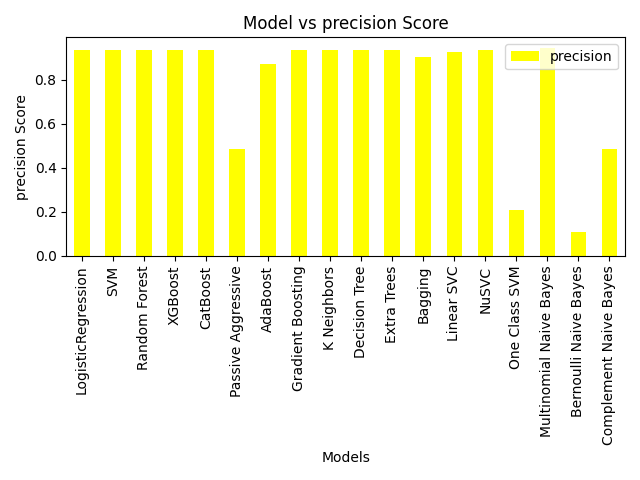 Model vs precision Score
precision
precision Score
0.8
0.6
0.4
0.2
0.0
LogisticRegression
SVM
Random Forest
XGBoost
CatBoost
Passive Aggressive
AdaBoost
Gradient Boosting
K Neighbors
Decision Tree
Extra Trees
Bagging
Linear SVC
NuSVC
One Class SVM
Multinomial Naive Bayes
Bernoulli Naive Bayes
Complement Naive Bayes
Models